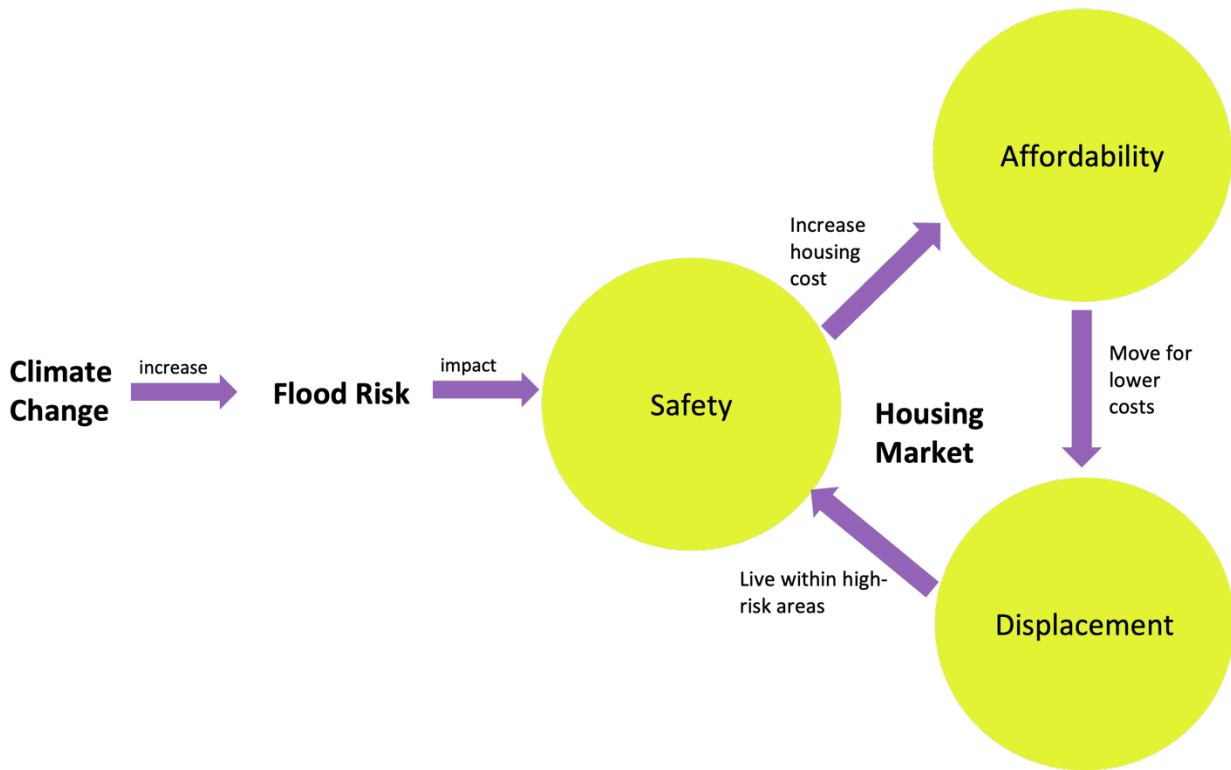 Climate
Change
increase
Flood Risk
impact
Safety
Increase
housing
cost
Affordability
Move for
lower
costs
Housing
Market
Live within high-
risk areas
Displacement